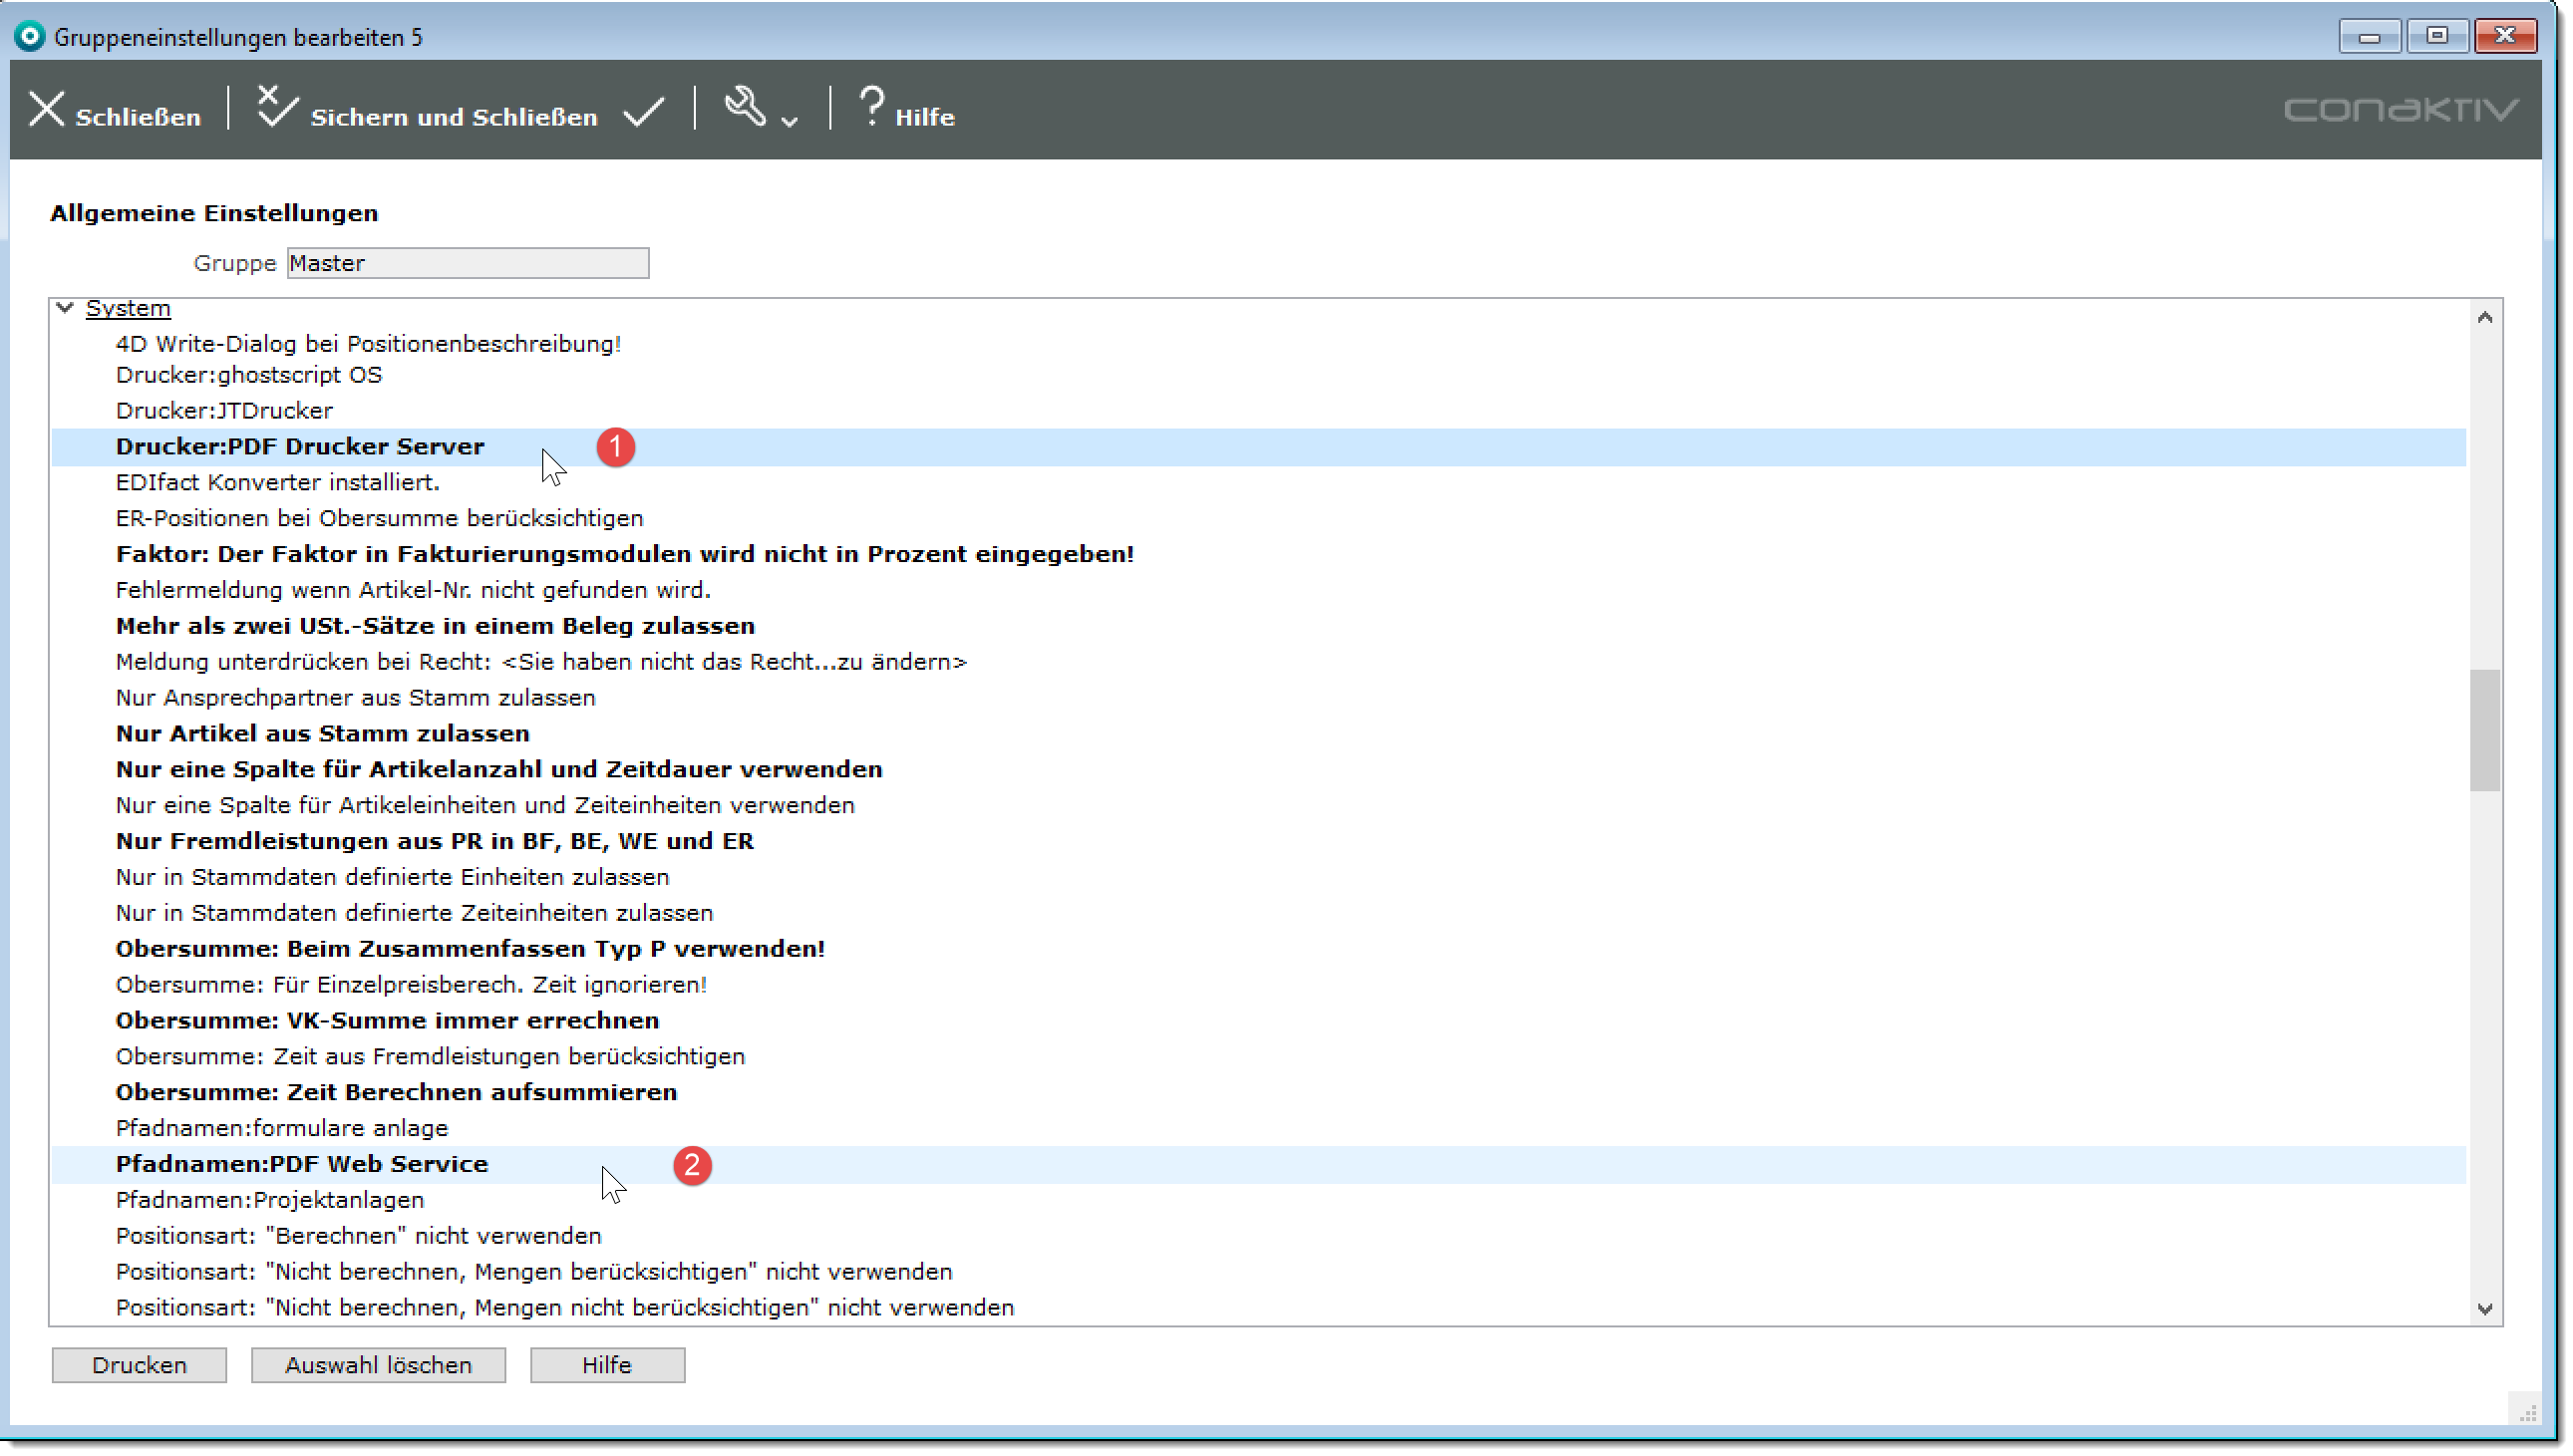 Gruppeneinstellungen bearbeiten 5
Schließen
Sichern und Schließen
Hilfe
conaktiv
Allgemeine Einstellungen
Gruppe Master
System
4D Write-Dialog bei Positionenbeschreibung!
Drucker:ghostscript OS
Drucker:JTDrucker
Drucker:PDF Drucker Server 1
EDIfact Konverter installiert.
ER-Positionen bei Obersumme berücksichtigen
Faktor: Der Faktor in Fakturierungsmodulen wird nicht in Prozent eingegeben!
Fehlermeldung wenn Artikel-Nr. nicht gefunden wird.
Mehr als zwei USt.-Sätze in einem Beleg zulassen
Meldung unterdrücken bei Recht: <Sie haben nicht das Recht...zu ändern>
Nur Ansprechpartner aus Stamm zulassen
Nur Artikel aus Stamm zulassen
Nur eine Spalte für Artikelanzahl und Zeitdauer verwenden
Nur eine Spalte für Artikeleinheiten und Zeiteinheiten verwenden
Nur Fremdleistungen aus PR in BF, BE, WE und ER
Nur in Stammdaten definierte Einheiten zulassen
Nur in Stammdaten definierte Zeiteinheiten zulassen
Obersumme: Beim Zusammenfassen Typ P verwenden!
Obersumme: Für Einzelpreisberech. Zeit ignorieren!
Obersumme: VK-Summe immer errechnen
Obersumme: Zeit aus Fremdleistungen berücksichtigen
Obersumme: Zeit Berechnen aufsummieren
Pfadnamen:formulare anlage
Pfadnamen:PDF Web Service 2
Pfadnamen:Projektanlagen
Positionsart: "Berechnen" nicht verwenden
Positionsart: "Nicht berechnen, Mengen berücksichtigen" nicht verwenden
Positionsart: "Nicht berechnen, Mengen nicht berücksichtigen" nicht verwenden
Drucken
Auswahl löschen
Hilfe